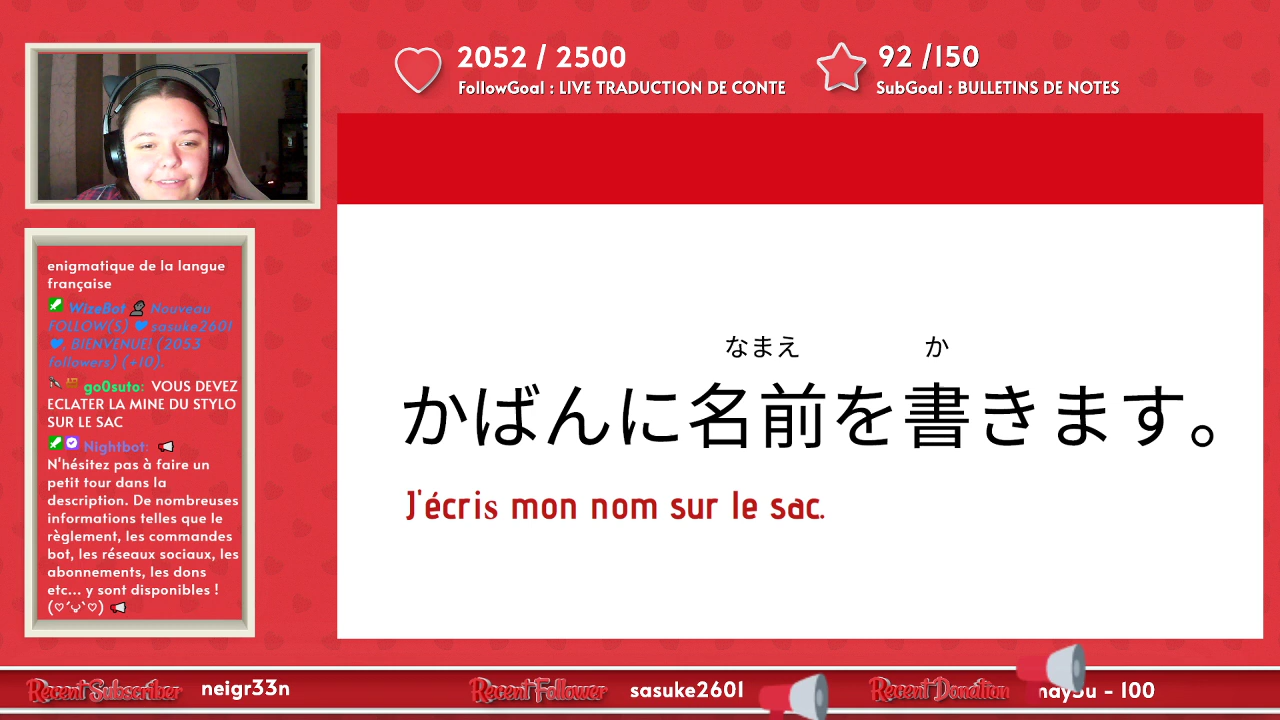 2052 / 2500
FollowGoal : LIVE TRADUCTION DE CONTE
92 /150
SubGoal : BULLETINS DE NOTES
enigmatique de la langue
française
WizeBot Nouveau
FOLLOW(S) sasuke2601
, BIENVENUE! (2053
followers) (+10).
go0suto: VOUS DEVEZ
ECLATER LA MINE DU STYLO
SUR LE SAC
Nightbot:
N'hésitez pas à faire un
petit tour dans la
description. De nombreuses
informations telles que le
règlement, les commandes
bot, les réseaux sociaux, les
abonnements, les dons
etc... y sont disponibles !
(♡´◡`♡)
なまえ か
かばんに名前を書きます。
J'écris mon nom sur le sac.
Recent Subscriber neigr33n
Recent Follower sasuke2601
Recent Donation - 100